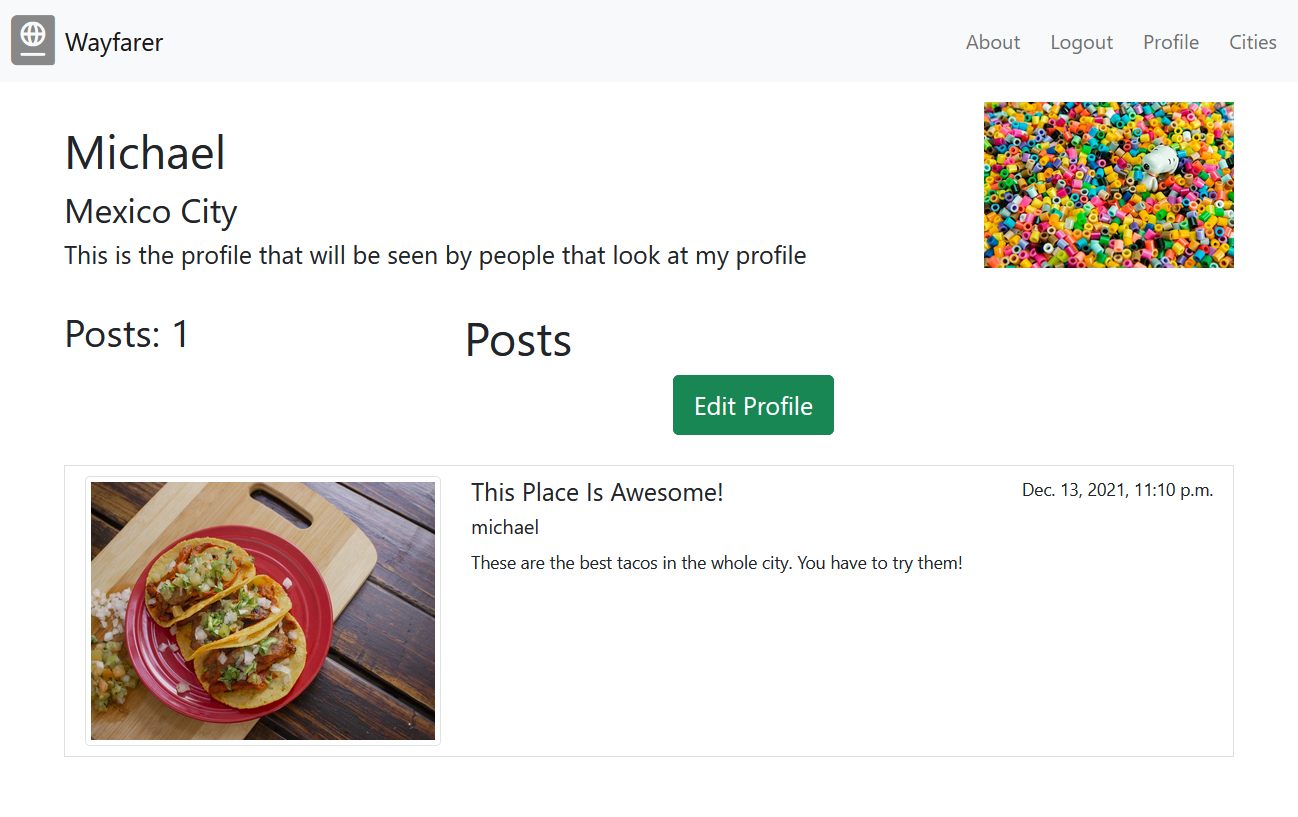 Wayfarer
About Logout Profile Cities
Michael
Mexico City
This is the profile that will be seen by people that look at my profile
Posts: 1
Posts
Edit Profile
This Place Is Awesome!
Dec. 13, 2021, 11:10 p.m.
michael
These are the best tacos in the whole city. You have to try them!